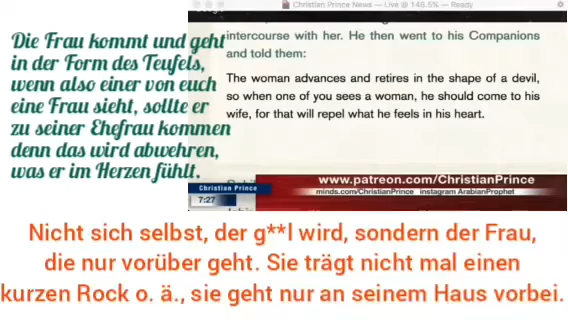 Christian Prince News — Live @ 146.5% — Ready
intercourse with her. He then went to his Companions
and told them:
The woman advances and retires in the shape of a devil,
so when one of you sees a woman, he should come to his
wife, for that will repel what he feels in his heart.
Die Frau kommt und geht
in der Form des Teufels,
wenn also einer von euch
eine Frau sieht, sollte er
zu seiner Ehefrau kommen
denn das wird abwehren,
was er im Herzen fühlt.
www.patreon.com/ChristianPrince
Christian Prince
minds.com/ChristianPrince instagram ArabianProphet
7:27
Nicht sich selbst, der g**l wird, sondern der Frau,
die nur vorüber geht. Sie trägt nicht mal einen
kurzen Rock o. ä., sie geht nur an seinem Haus vorbei.